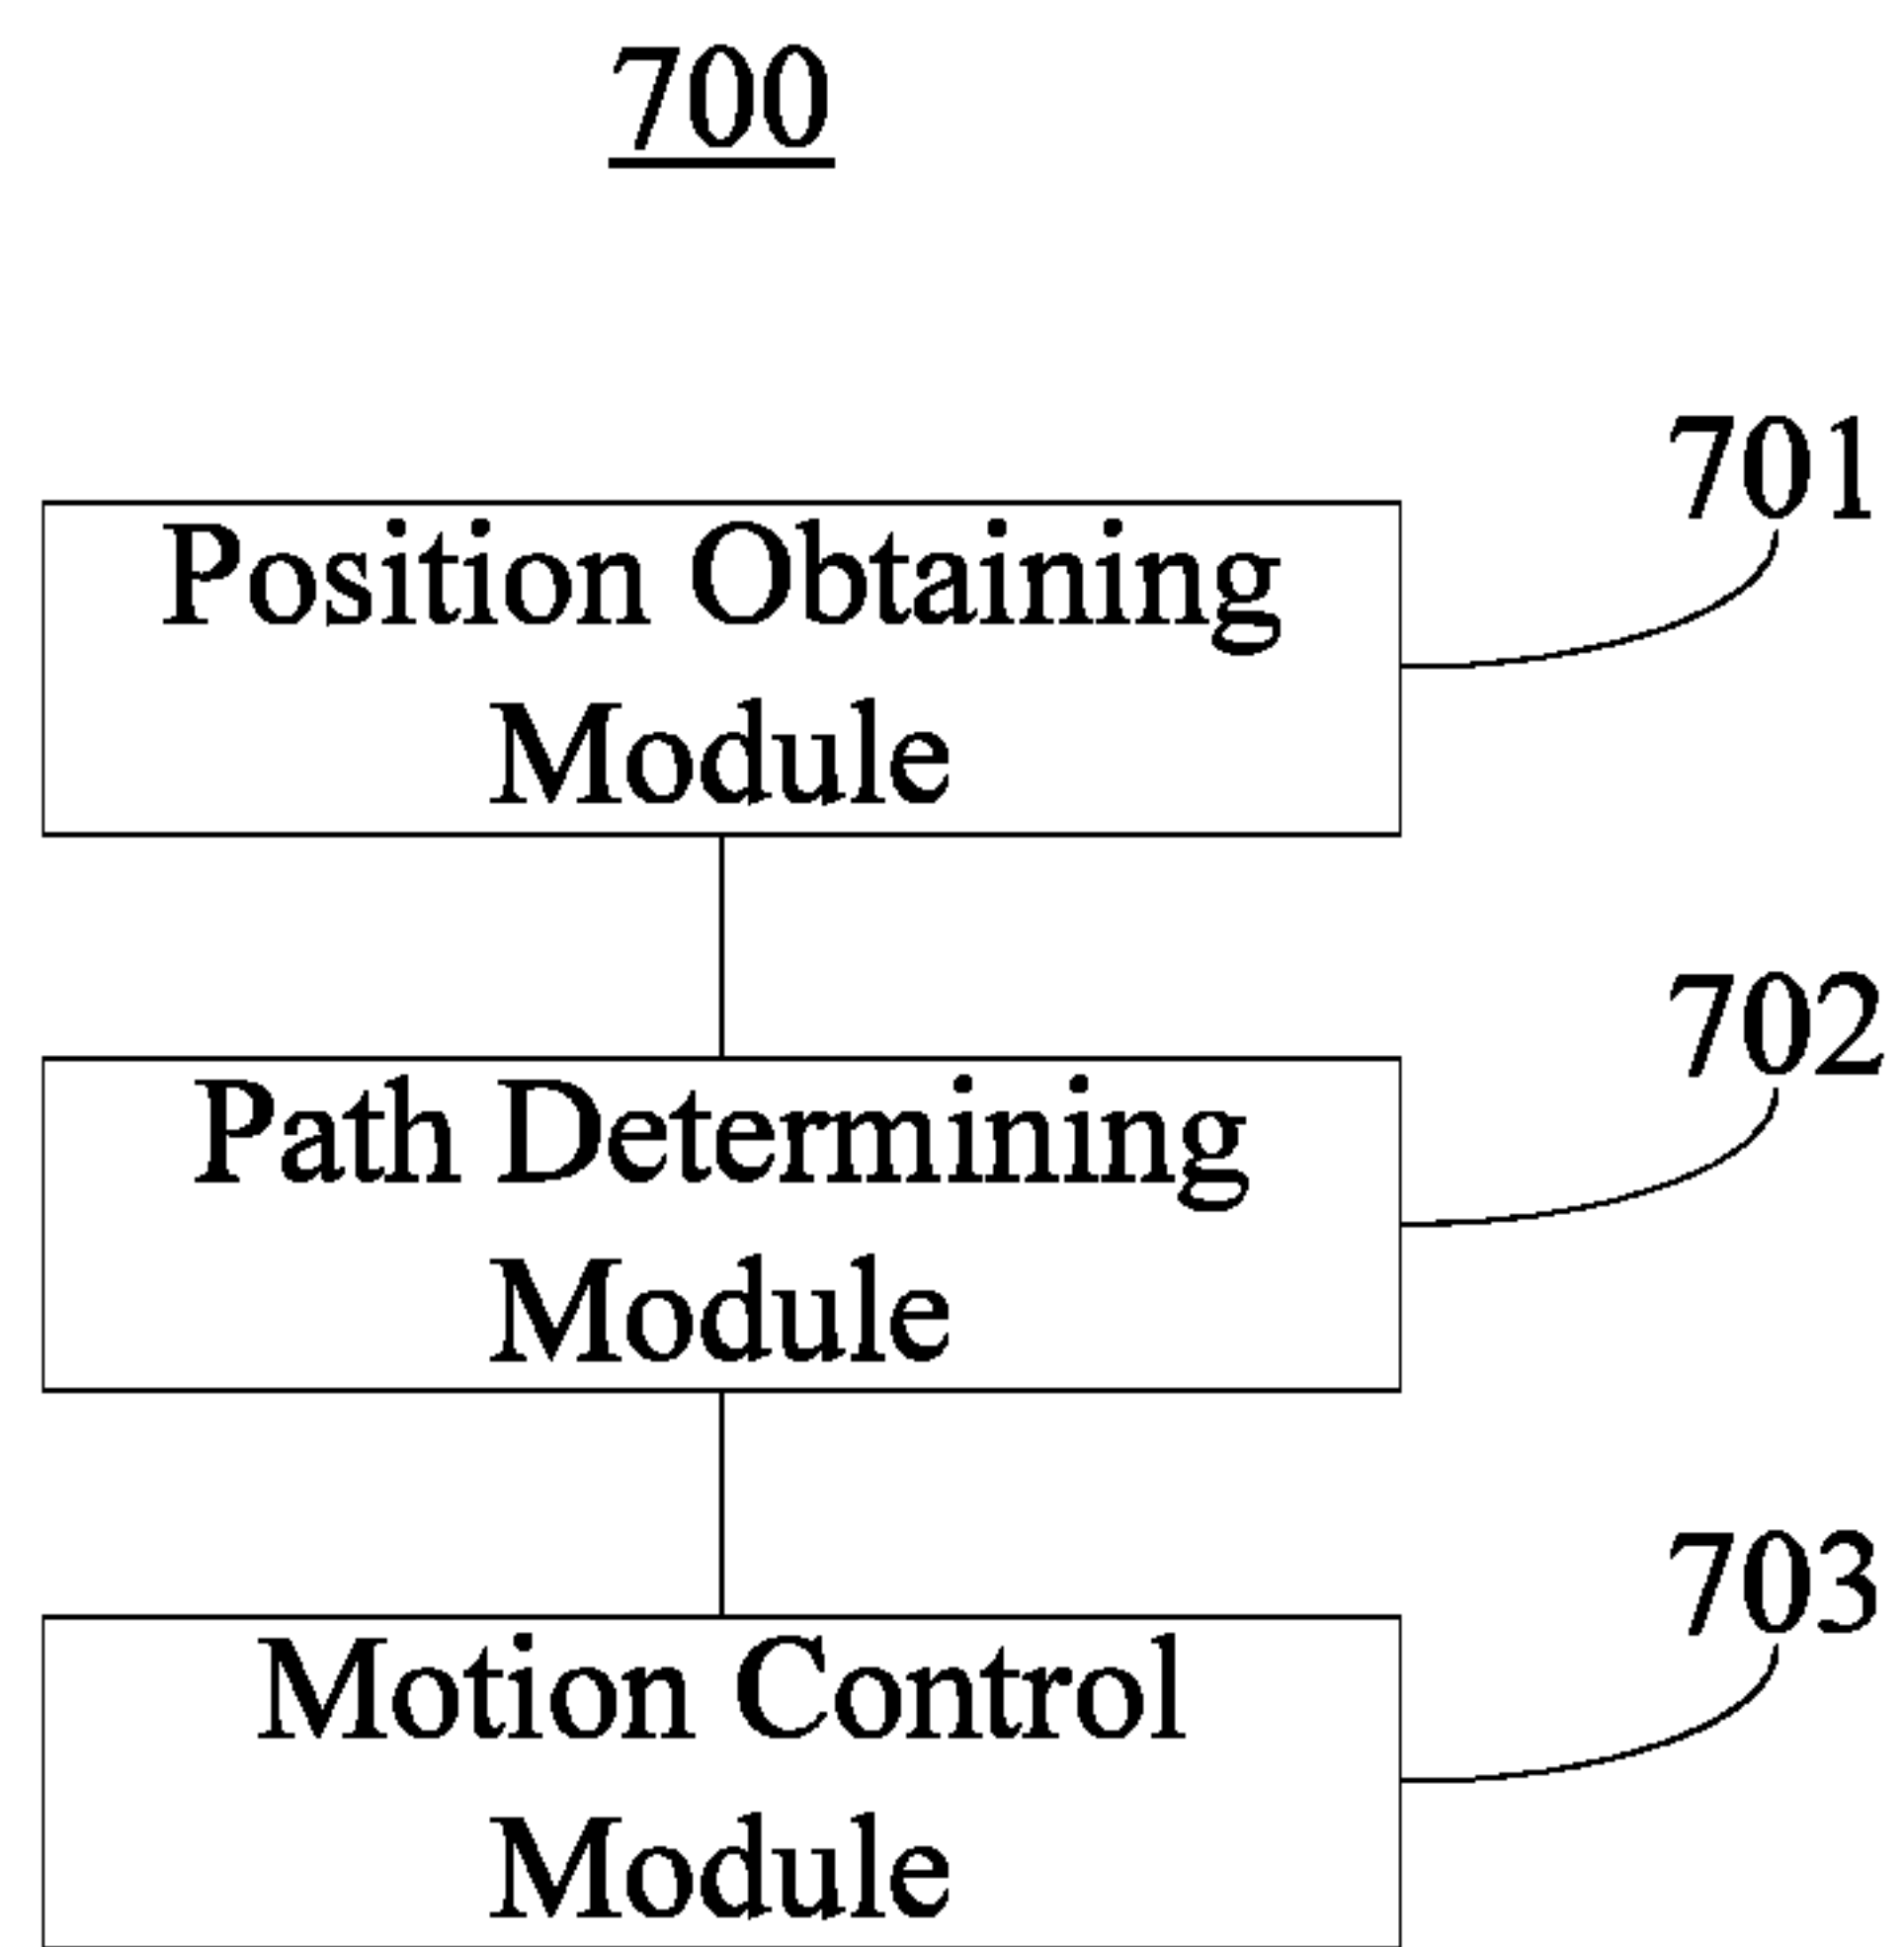 700
701
Position Obtaining
Module
702
Path Determining
Module
703
Motion Control
Module